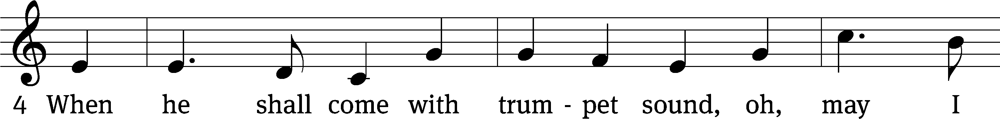 4 When he shall come with trum - pet sound, oh, may I